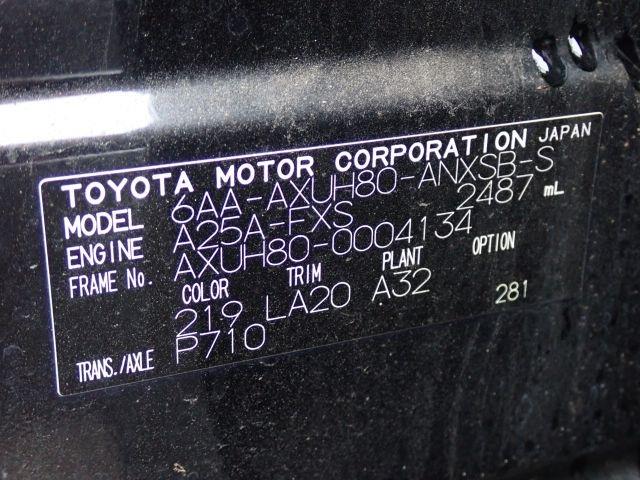 TOYOTA MOTOR CORPORATION JAPAN
MODEL 6AA-AXUH80-ANXSB-S
ENGINE A25A-FXS 2487 mL
FRAME No. AXUH80-0004134
COLOR TRIM PLANT OPTION
219 LA20 A32 281
TRANS./AXLE P710